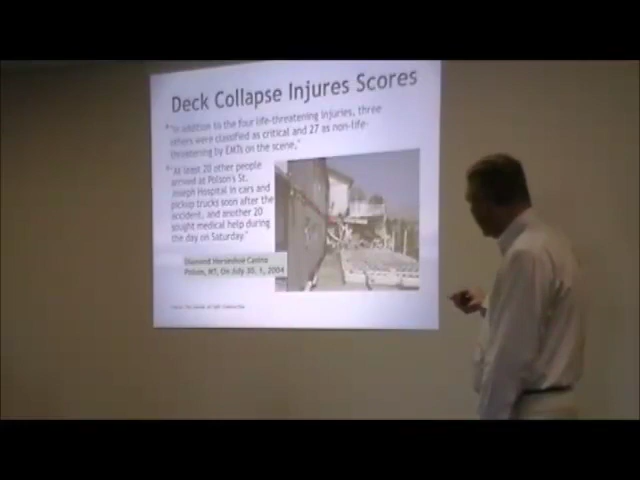 Deck Collapse Injures Scores
"In addition to the four life-threatening injuries, three
others were classified as critical and 27 as non-life-
threatening by EMTs on the scene,"
"At least 20 other people
arrived at Polson's St.
Joseph Hospital in cars and
pickup trucks soon after the
accident, and another 20
sought medical help during
the day on Saturday."
Diamond Horseshoe Casino
Polson, MT, On July 30, 2004